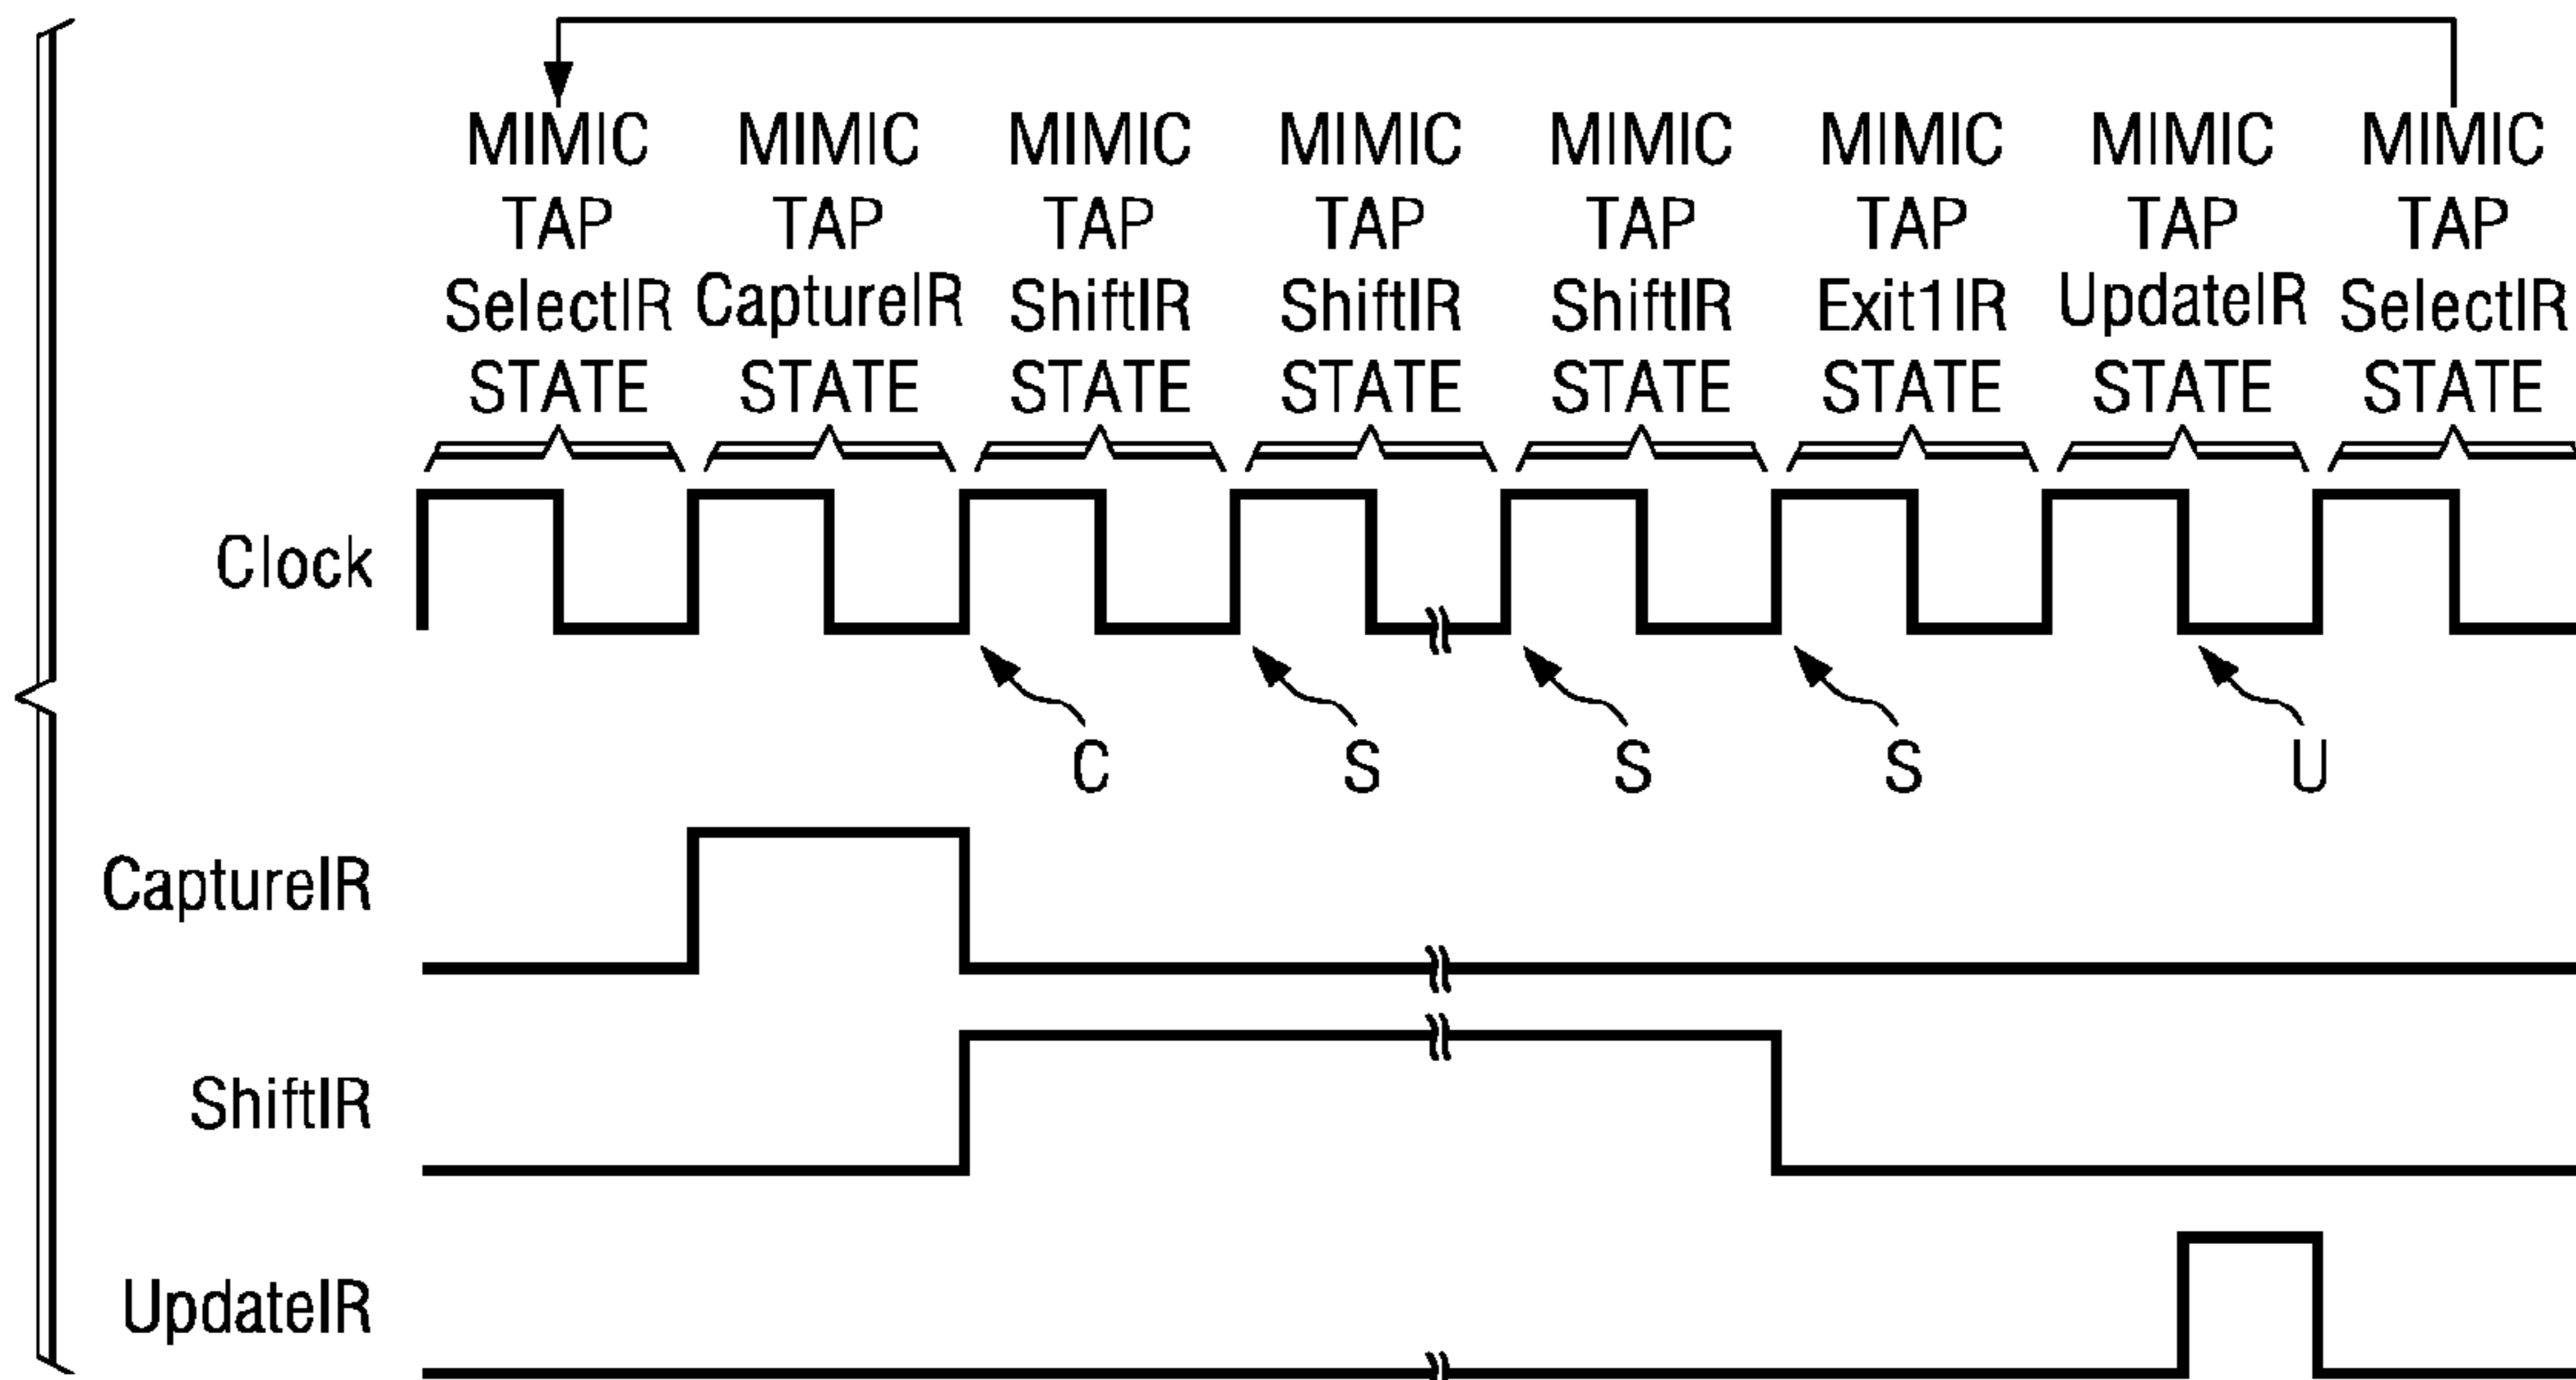 MIMIC MIMIC MIMIC MIMIC MIMIC MIMIC MIMIC MIMIC
TAP TAP TAP TAP TAP TAP TAP TAP
SelectIR CaptureIR ShiftIR ShiftIR ShiftIR Exit1IR UpdateIR SelectIR
STATE STATE STATE STATE STATE STATE STATE STATE
Clock
C S S S U
CaptureIR
ShiftIR
UpdateIR